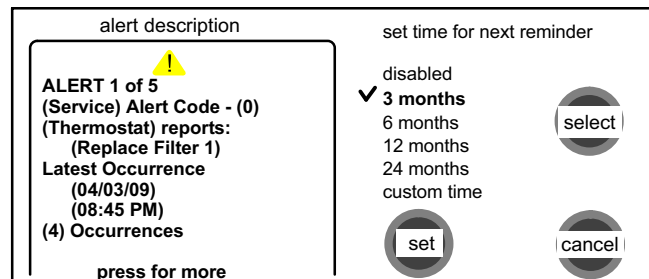 alert description
!
ALERT 1 of 5
(Service) Alert Code - (0)
(Thermostat) reports:
(Replace Filter 1)
Latest Occurrence
(04/03/09)
(08:45 PM)
(4) Occurrences
press for more
set time for next reminder
disabled
3 months
6 months
12 months
24 months
custom time
select
set
cancel